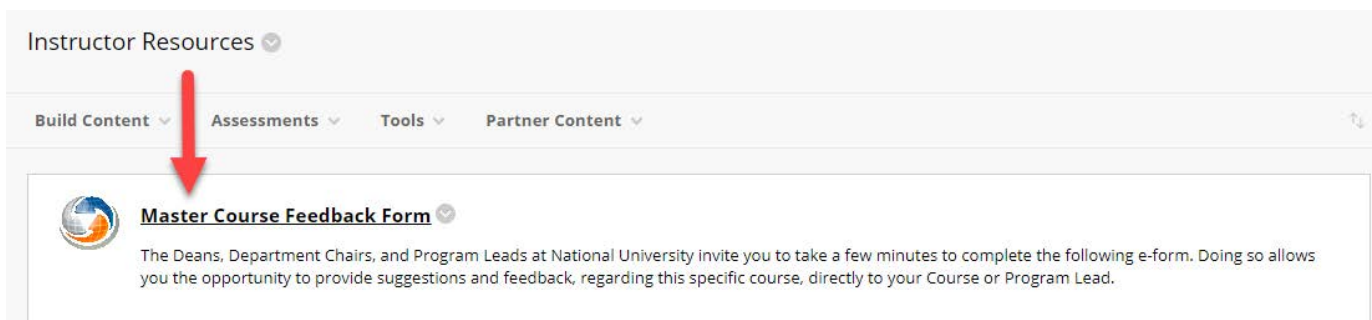 Instructor Resources
Build Content Assessments Tools Partner Content
Master Course Feedback Form
The Deans, Department Chairs, and Program Leads at National University invite you to take a few minutes to complete the following e-form. Doing so allows
you the opportunity to provide suggestions and feedback, regarding this specific course, directly to your Course or Program Lead.